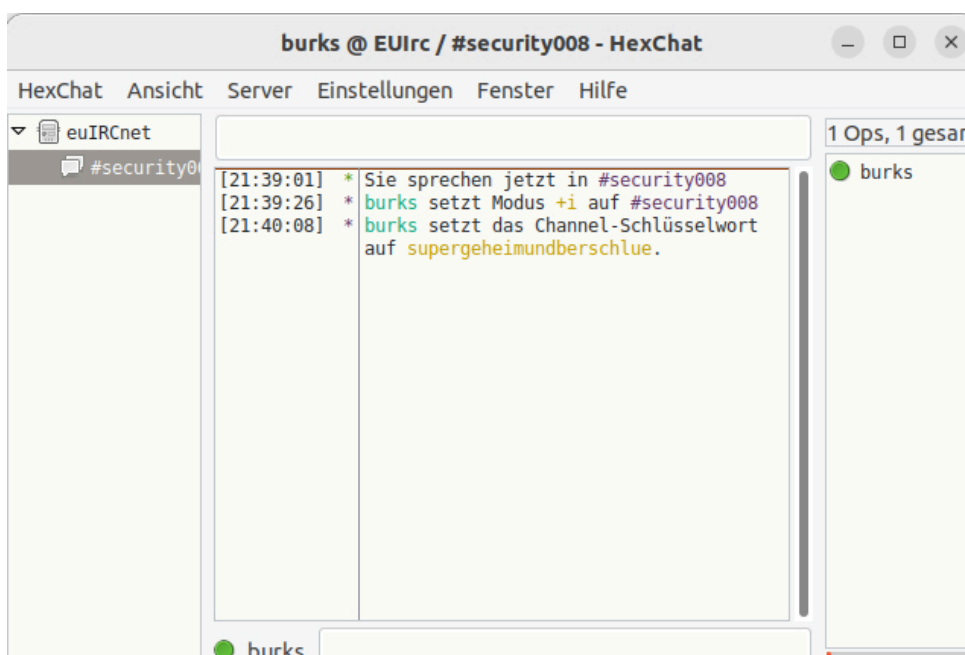 burks @ EUIrc / #security008 - HexChat
HexChat Ansicht Server Einstellungen Fenster Hilfe
euIRCnet
#security0
1 Ops, 1 gesar
burks
[21:39:01] * Sie sprechen jetzt in #security008
[21:39:26] * burks setzt Modus +i auf #security008
[21:40:08] * burks setzt das Channel-Schlüsselwort
auf supergeheimundberschlue.
burks